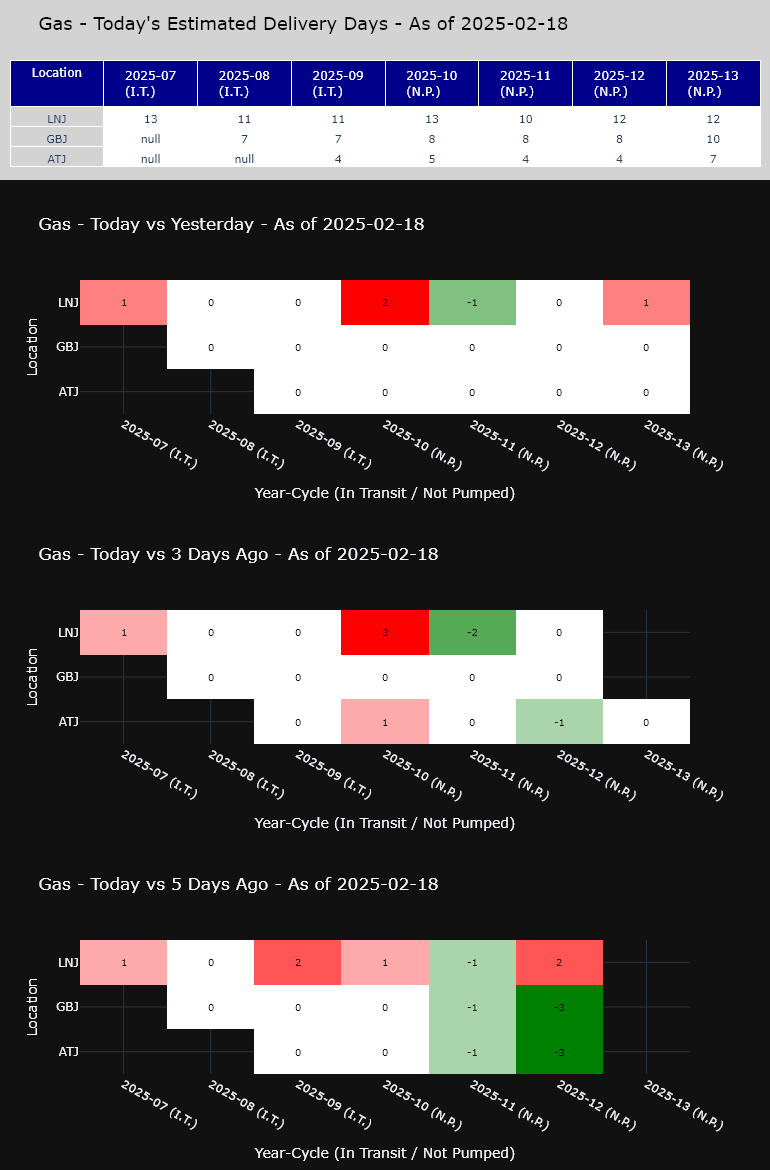 Gas - Today's Estimated Delivery Days - As of 2025-02-18
Location 2025-07 (I.T.) 2025-08 (I.T.) 2025-09 (I.T.) 2025-10 (N.P.) 2025-11 (N.P.) 2025-12 (N.P.) 2025-13 (N.P.)
LNJ 13 11 11 13 10 12 12
GBJ null 7 7 8 8 8 10
ATJ null null 4 5 4 4 7
Gas - Today vs Yesterday - As of 2025-02-18
Location
LNJ 1 0 0 2 -1 0 1
GBJ 0 0 0 0 0 0
ATJ 0 0 0 0 0
2025-07 (I.T.) 2025-08 (I.T.) 2025-09 (I.T.) 2025-10 (N.P.) 2025-11 (N.P.) 2025-12 (N.P.) 2025-13 (N.P.)
Year-Cycle (In Transit / Not Pumped)
Gas - Today vs 3 Days Ago - As of 2025-02-18
Location
LNJ 1 0 0 3 -2 0
GBJ 0 0 0 0 0
ATJ 0 1 0 -1 0
2025-07 (I.T.) 2025-08 (I.T.) 2025-09 (I.T.) 2025-10 (N.P.) 2025-11 (N.P.) 2025-12 (N.P.) 2025-13 (N.P.)
Year-Cycle (In Transit / Not Pumped)
Gas - Today vs 5 Days Ago - As of 2025-02-18
Location
LNJ 1 0 2 1 -1 2
GBJ 0 0 0 -1 -3
ATJ 0 0 -1 -3
2025-07 (I.T.) 2025-08 (I.T.) 2025-09 (I.T.) 2025-10 (N.P.) 2025-11 (N.P.) 2025-12 (N.P.) 2025-13 (N.P.)
Year-Cycle (In Transit / Not Pumped)